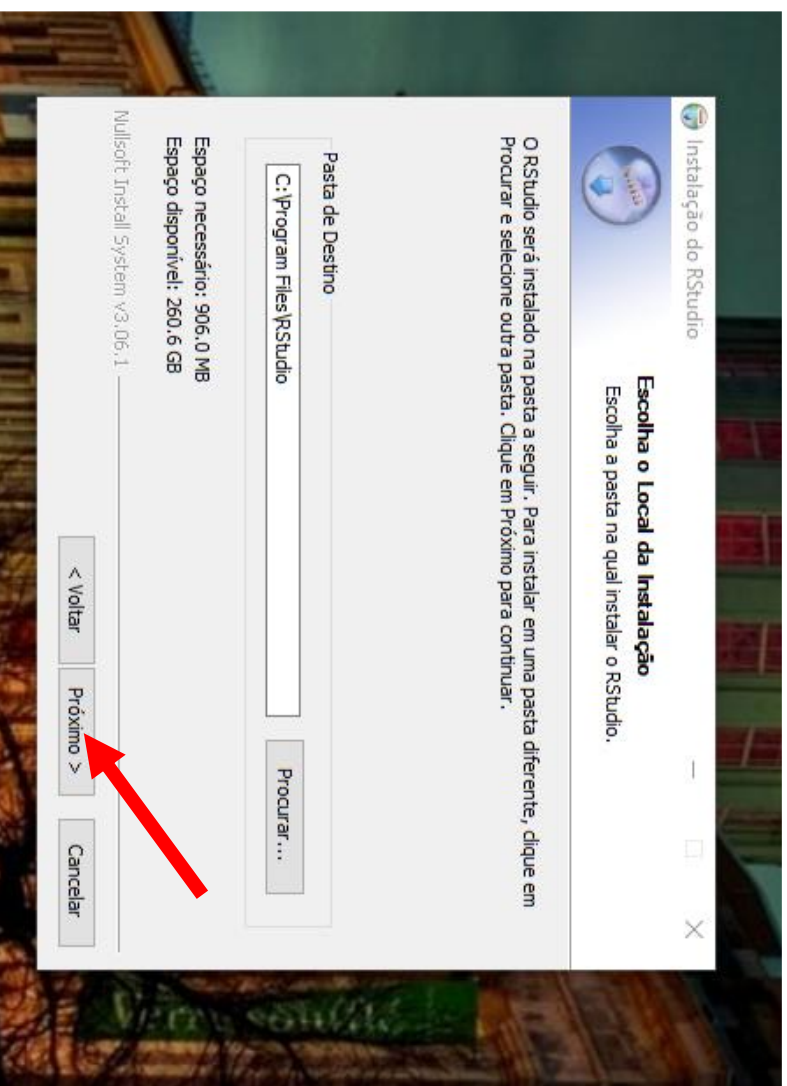 Instalação do RStudio
Escolha o Local da Instalação
Escolha a pasta na qual instalar o RStudio.
O RStudio será instalado na pasta a seguir. Para instalar em uma pasta diferente, clique em
Procurar e selecione outra pasta. Clique em Próximo para continuar.
Pasta de Destino
C:\Program Files\RStudio
Procurar...
Espaço necessário: 906.0 MB
Espaço disponível: 260.6 GB
Nullsoft Install System v3.06.1
< Voltar
Próximo >
Cancelar